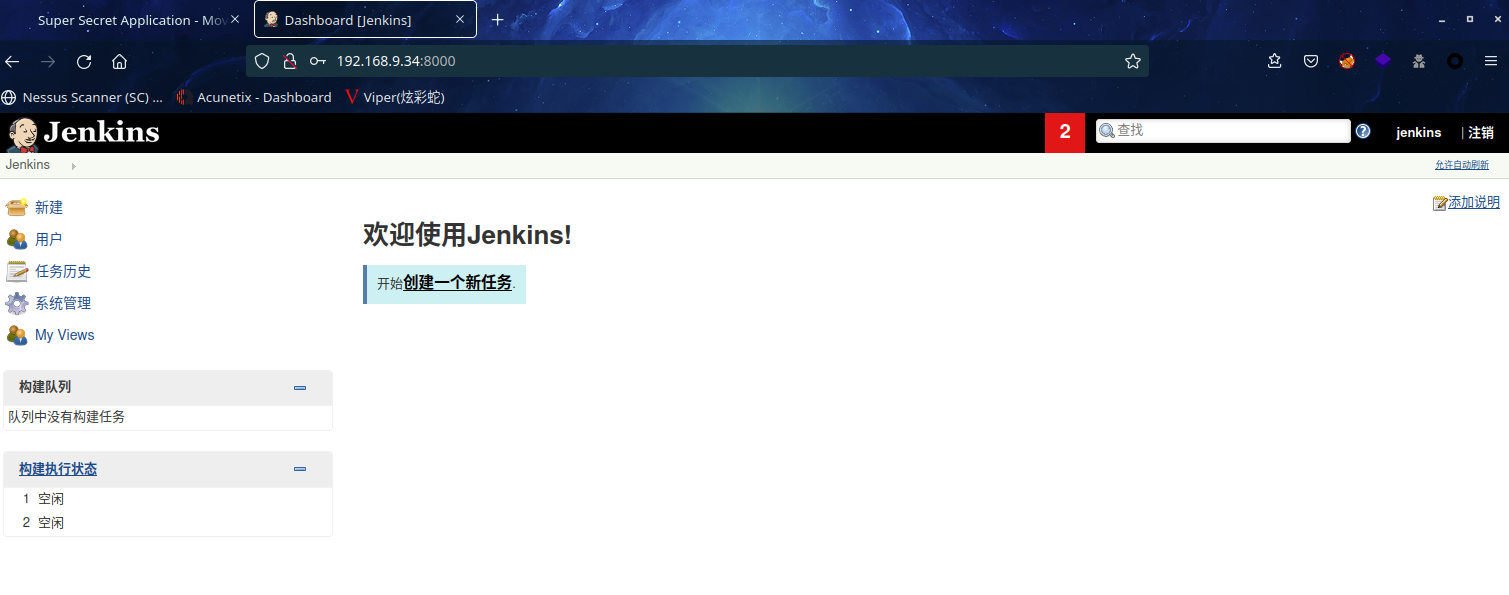 Super Secret Application - Mov
Dashboard [Jenkins]
192.168.9.34:8000
Nessus Scanner (SC) ... Acunetix - Dashboard Viper(炫彩蛇)
Jenkins 2 查找 jenkins | 注销
Jenkins 允许自动刷新
添加说明
新建
用户
任务历史
系统管理
My Views
构建队列
队列中没有构建任务
构建执行状态
1 空闲
2 空闲
欢迎使用Jenkins!
开始创建一个新任务.